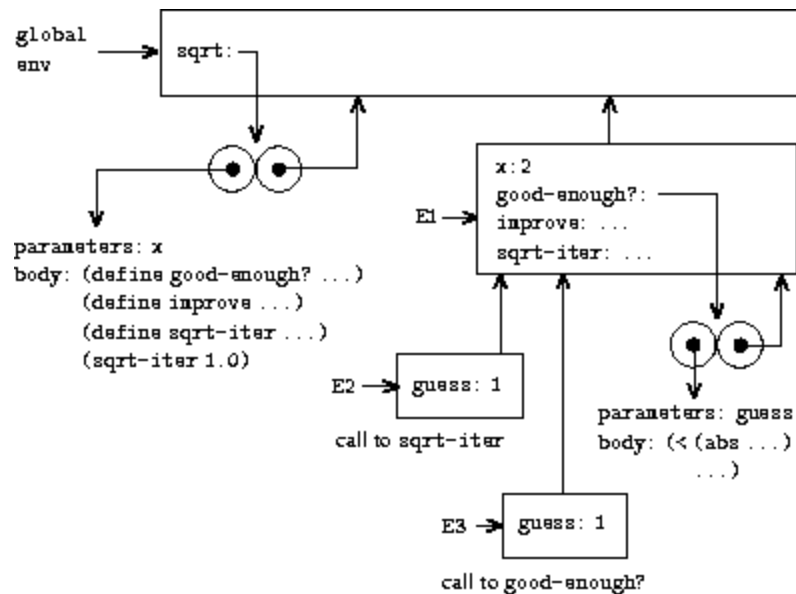 global
env
sqrt:
parameters: x
body: (define good-enough? ...)
(define improve ...)
(define sqrt-iter ...)
(sqrt-iter 1.0)
E1
x:2
good-enough?:
improve: ...
sqrt-iter: ...
E2
guess: 1
call to sqrt-iter
parameters: guess
body: (< (abs ...)
...)
E3
guess: 1
call to good-enough?